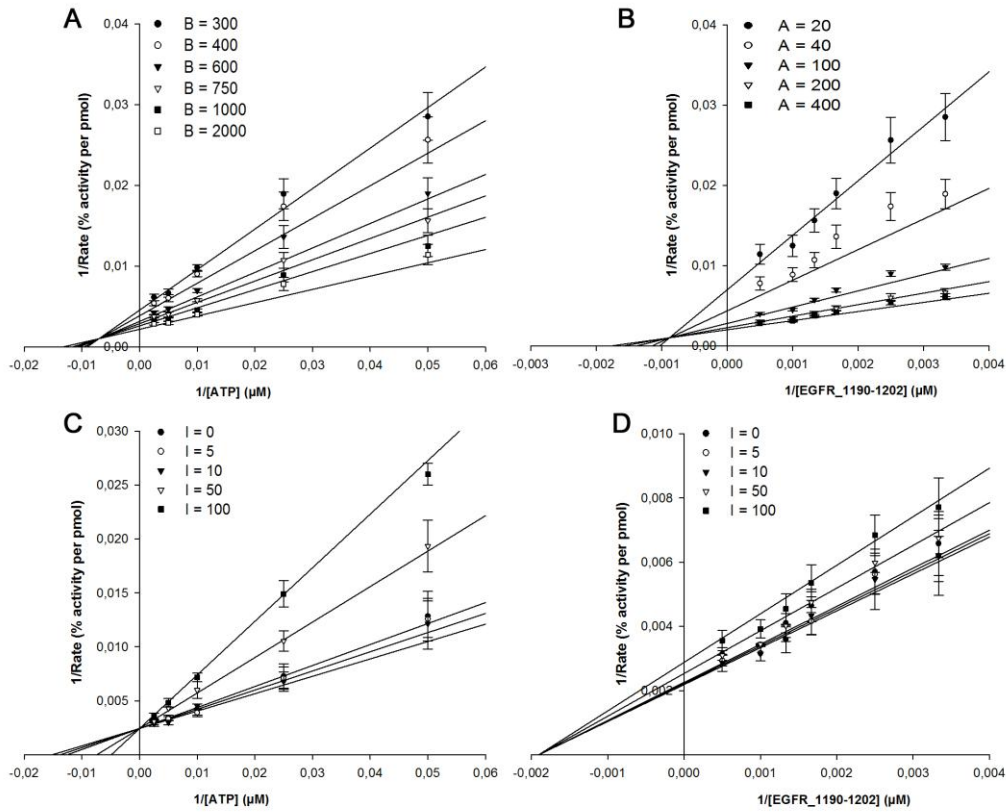 A
B = 300
B = 400
B = 600
B = 750
B = 1000
B = 2000
1/Rate (% activity per pmol)
0,04
0,03
0,02
0,01
0,00
-0,02 -0,01 0,00 0,01 0,02 0,03 0,04 0,05 0,06
1/[ATP] (µM)
B
A = 20
A = 40
A = 100
A = 200
A = 400
1/Rate (% activity per pmol)
0,04
0,03
0,02
0,01
0,00
-0,003 -0,002 -0,001 0,000 0,001 0,002 0,003 0,004
1/[EGFR_1190-1202] (µM)
C
I = 0
I = 5
I = 10
I = 50
I = 100
1/Rate (% activity per pmol)
0,030
0,025
0,020
0,015
0,010
0,005
-0,02 -0,01 0,00 0,01 0,02 0,03 0,04 0,05 0,06
1/[ATP] (µM)
D
I = 0
I = 5
I = 10
I = 50
I = 100
1/Rate (% activity per pmol)
0,010
0,008
0,006
0,004
0,002
-0,002 -0,001 0,000 0,001 0,002 0,003 0,004
1/[EGFR_1190-1202] (µM)